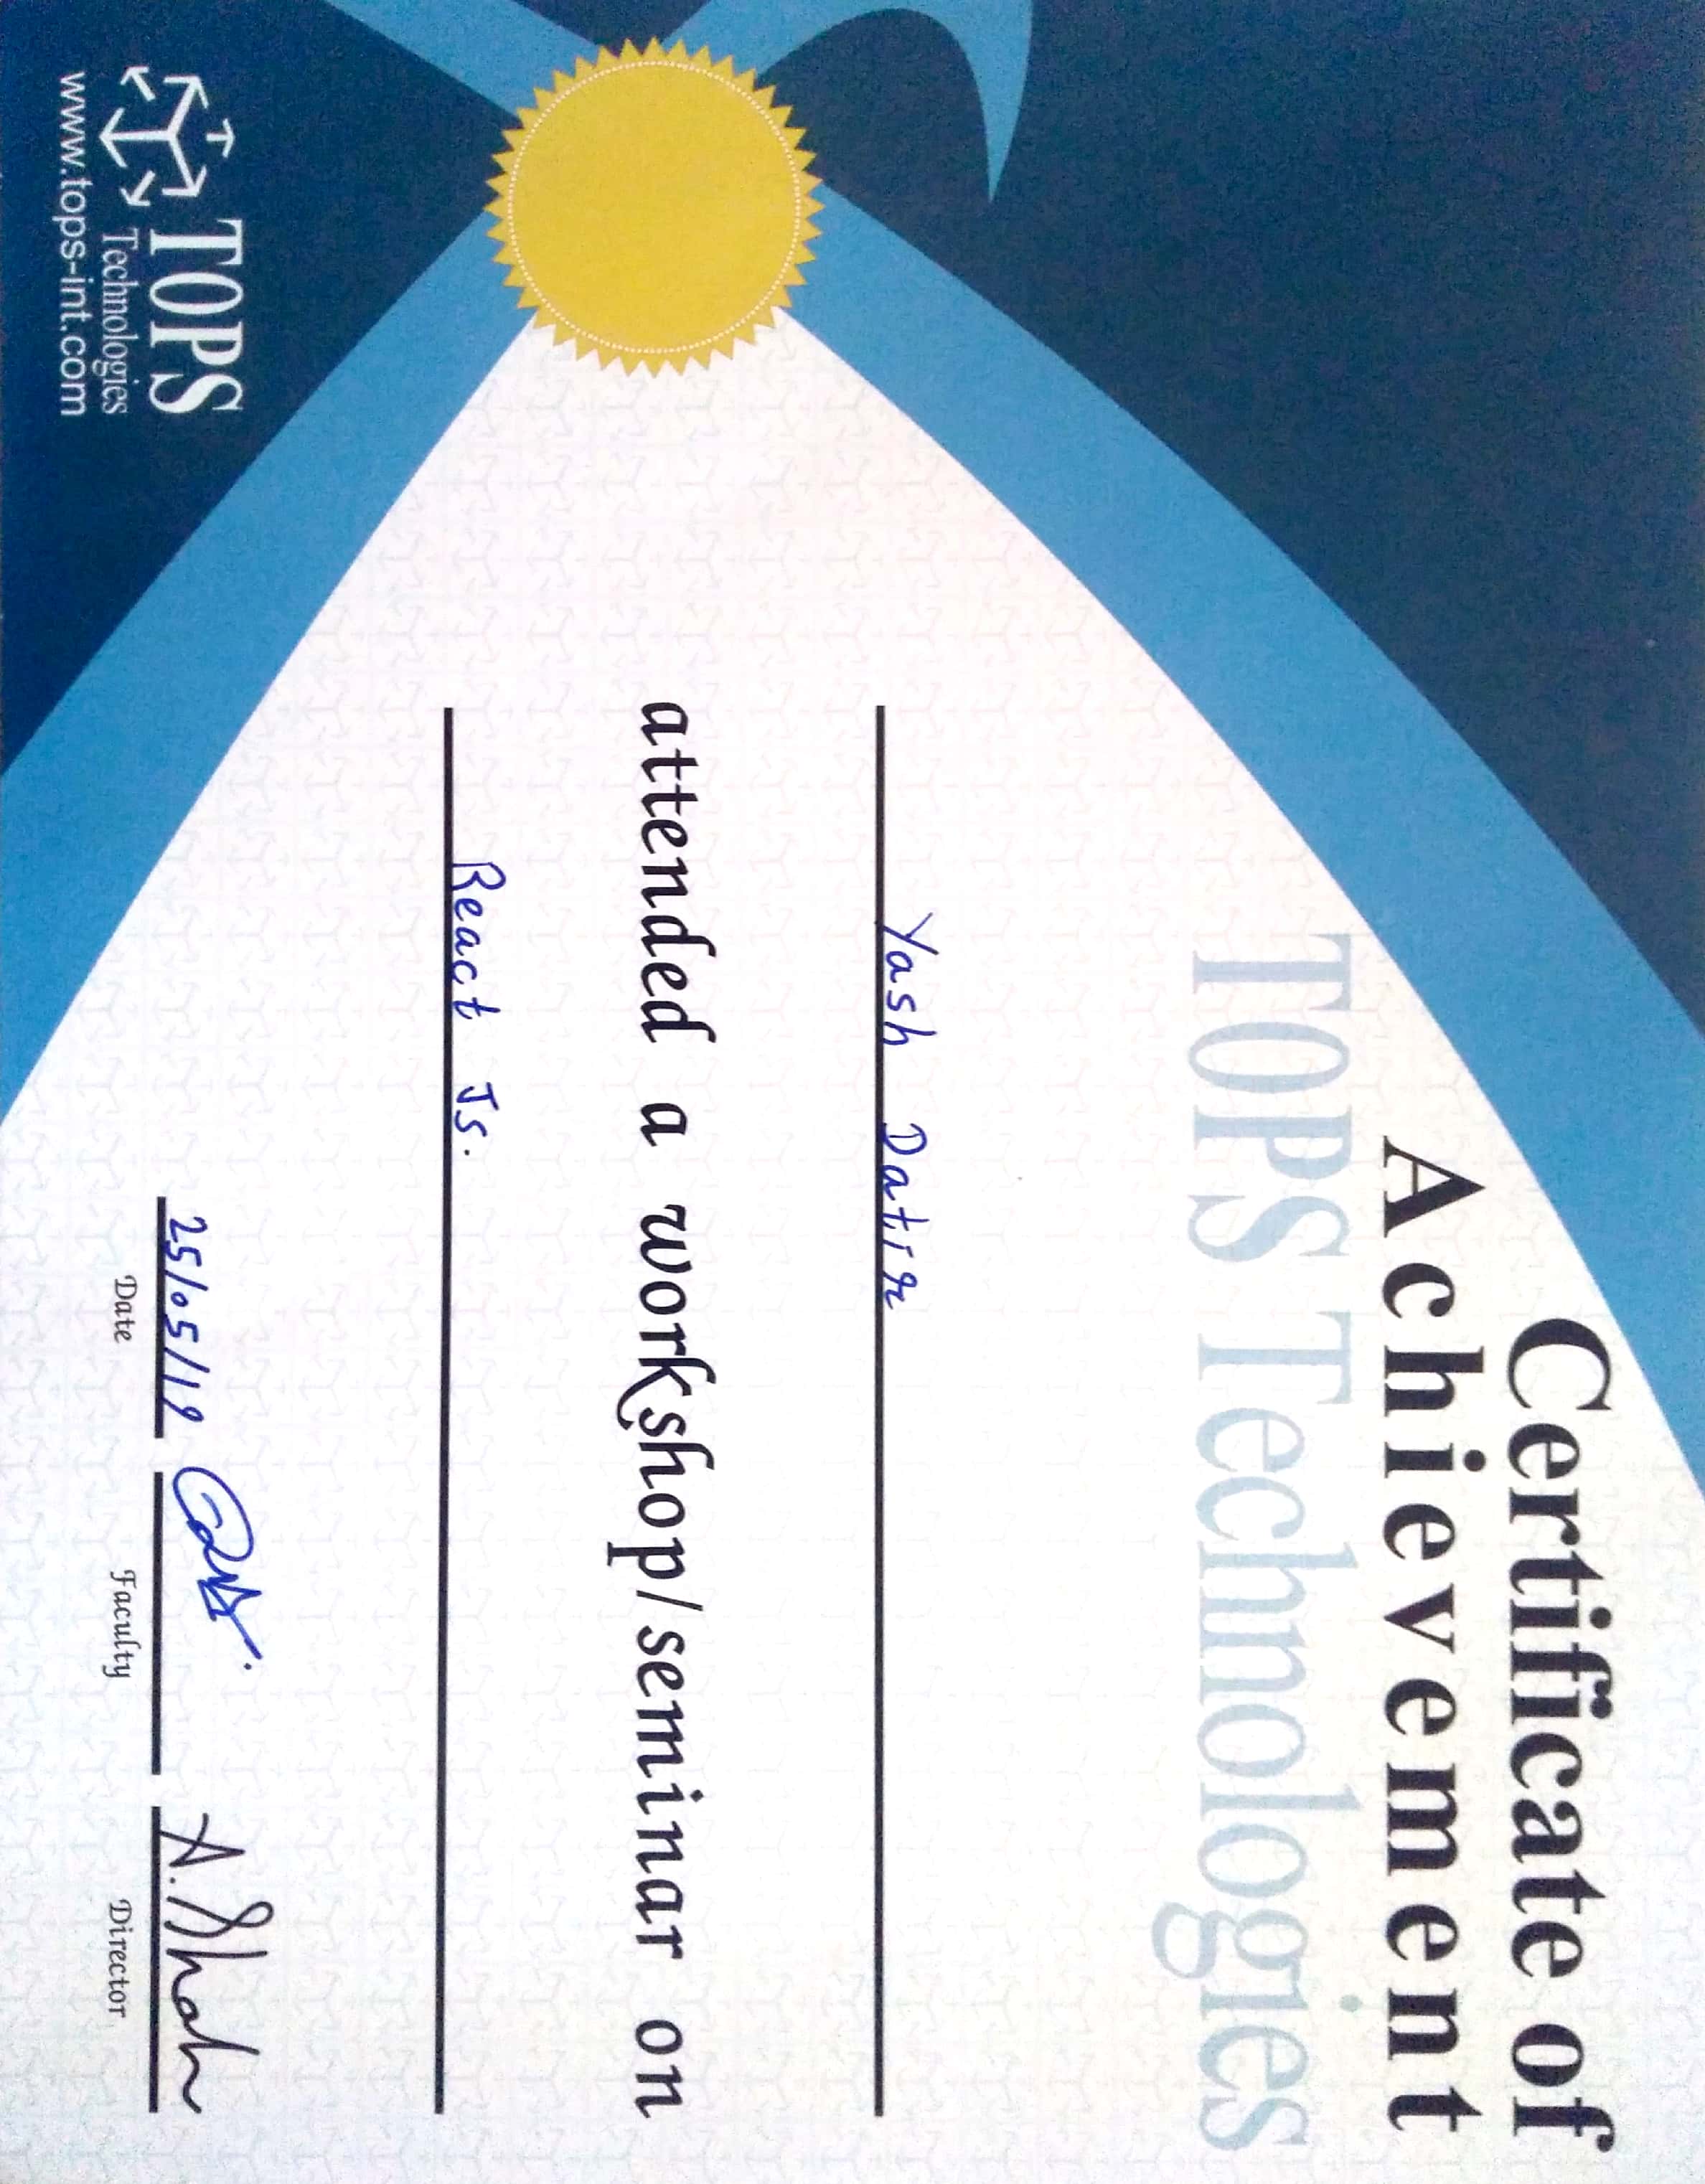 Certificate of
Achievement
TOPS Technologies
Yash Datir
attended a workshop/seminar on
React Js.
25/05/19
A. Shah
Date Faculty Director
TOPS
Technologies
www.tops-int.com